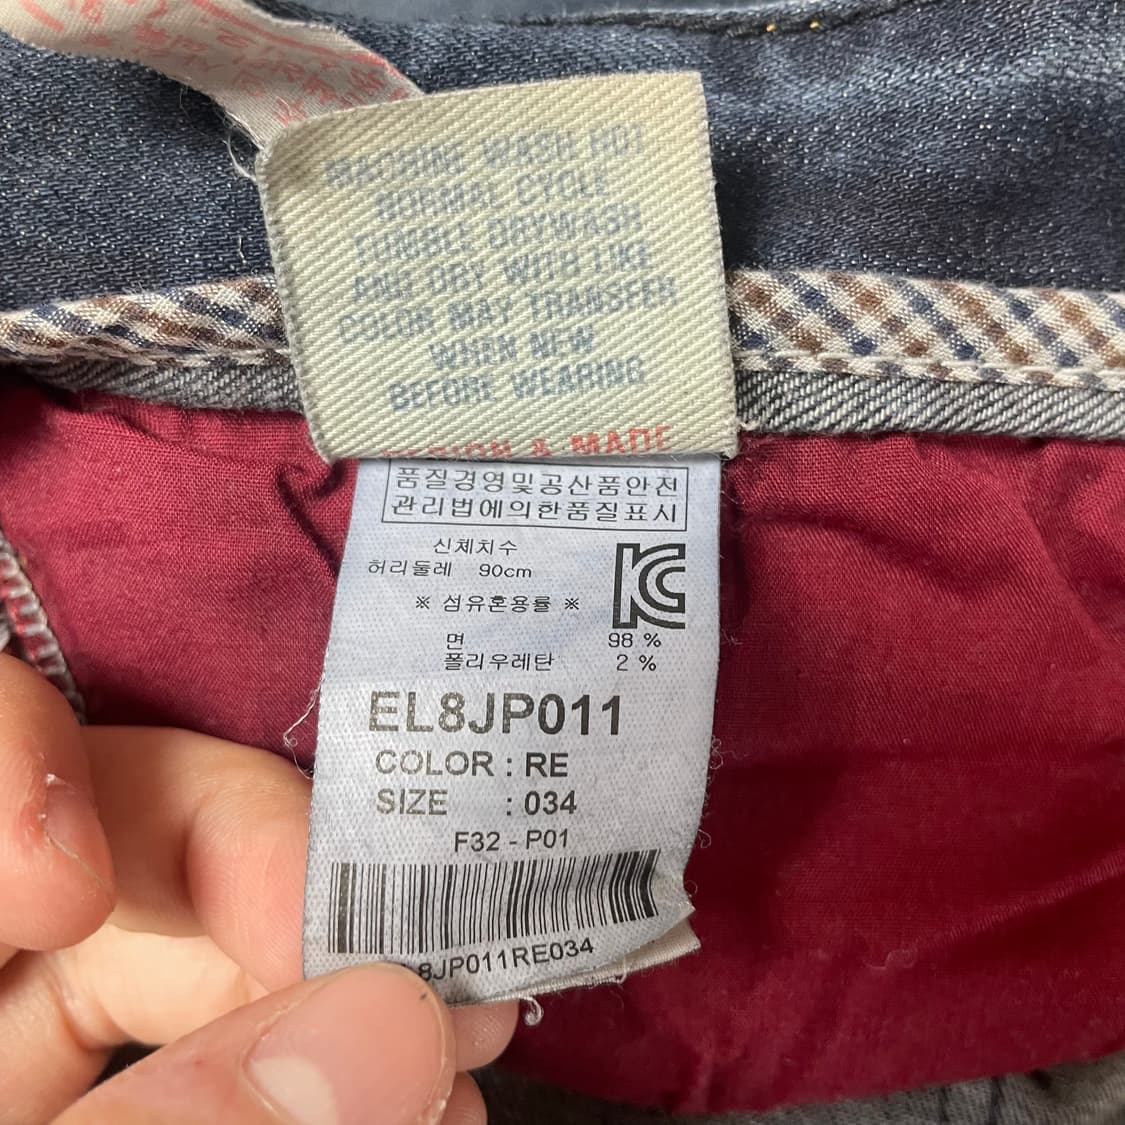 MACHINE WASH HOT
NORMAL CYCLE
TUMBLE DRYWASH
AND DRY WITH LIKE
COLOR MAY TRANSFER
WHEN NEW
BEFORE WEARING
& MADE
품질경영및공산품안전
관리법에의한품질표시
신체치수
허리둘레 90cm
※ 섬유혼용률 ※
면 98 %
폴리우레탄 2 %
EL8JP011
COLOR : RE
SIZE : 034
F32 - P01
8JP011RE034